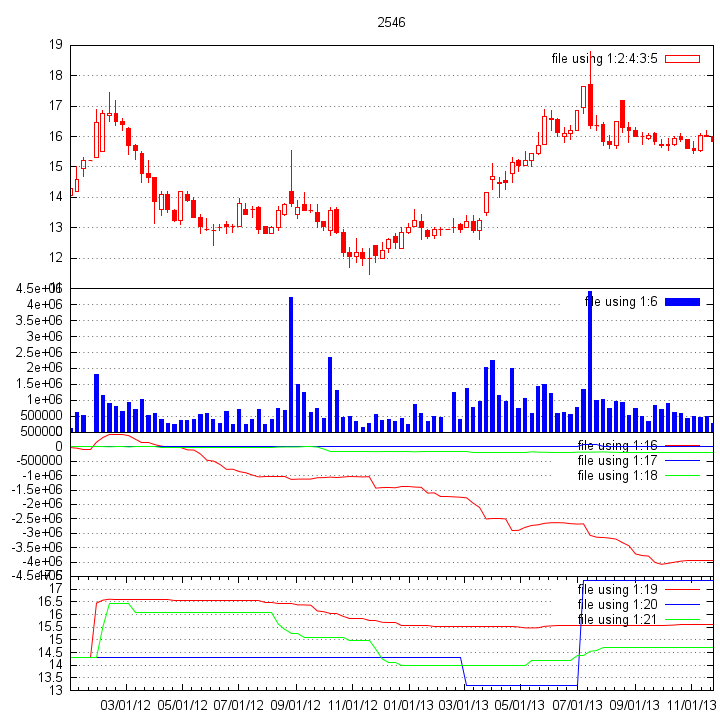 2546
19
file using 1:2:4:3:5
18
17
16
15
14
13
12
11
4.5e+06
file using 1:6
4e+06
3.5e+06
3e+06
2.5e+06
2e+06
1.5e+06
1e+06
500000
500000
file using 1:16
0
file using 1:17
-500000
file using 1:18
-1e+06
-1.5e+06
-2e+06
-2.5e+06
-3e+06
-3.5e+06
-4e+06
-4.5e+06
17.5
17
file using 1:19
16.5
file using 1:20
16
file using 1:21
15.5
15
14.5
14
13.5
13
03/01/12 05/01/12 07/01/12 09/01/12 11/01/12 01/01/13 03/01/13 05/01/13 07/01/13 09/01/13 11/01/13